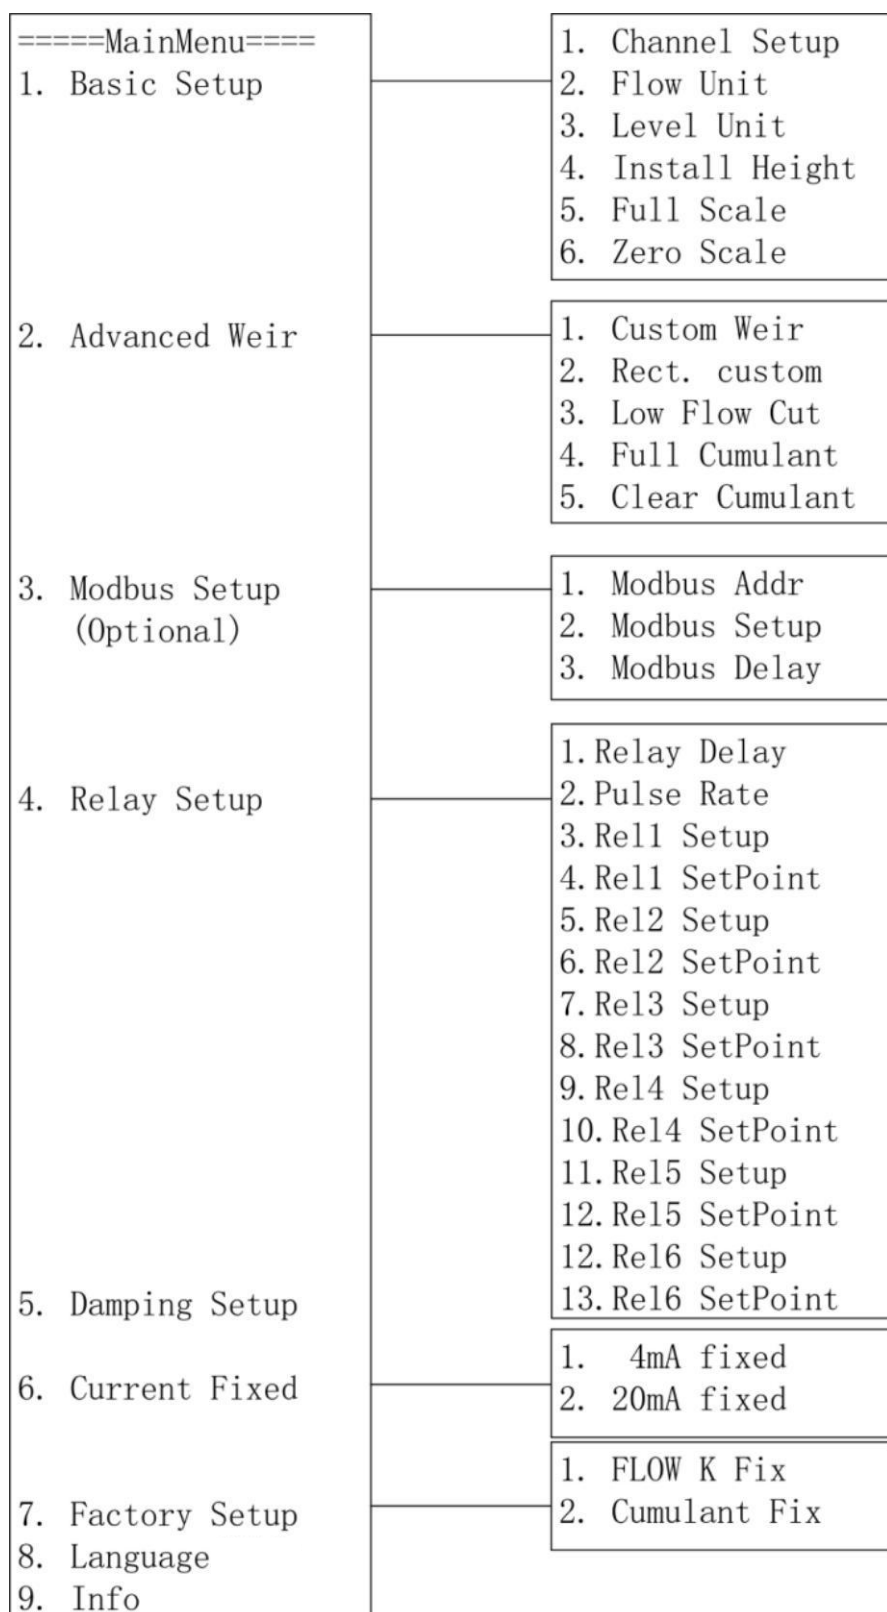 =====MainMenu====
1. Basic Setup
1. Channel Setup
2. Flow Unit
3. Level Unit
4. Install Height
5. Full Scale
6. Zero Scale
2. Advanced Weir
1. Custom Weir
2. Rect. custom
3. Low Flow Cut
4. Full Cumulant
5. Clear Cumulant
3. Modbus Setup
(Optional)
1. Modbus Addr
2. Modbus Setup
3. Modbus Delay
4. Relay Setup
1. Relay Delay
2. Pulse Rate
3. Rel1 Setup
4. Rel1 SetPoint
5. Rel2 Setup
6. Rel2 SetPoint
7. Rel3 Setup
8. Rel3 SetPoint
9. Rel4 Setup
10. Rel4 SetPoint
11. Rel5 Setup
12. Rel5 SetPoint
12. Rel6 Setup
13. Rel6 SetPoint
5. Damping Setup
6. Current Fixed
1. 4mA fixed
2. 20mA fixed
7. Factory Setup
1. FLOW K Fix
2. Cumulant Fix
8. Language
9. Info